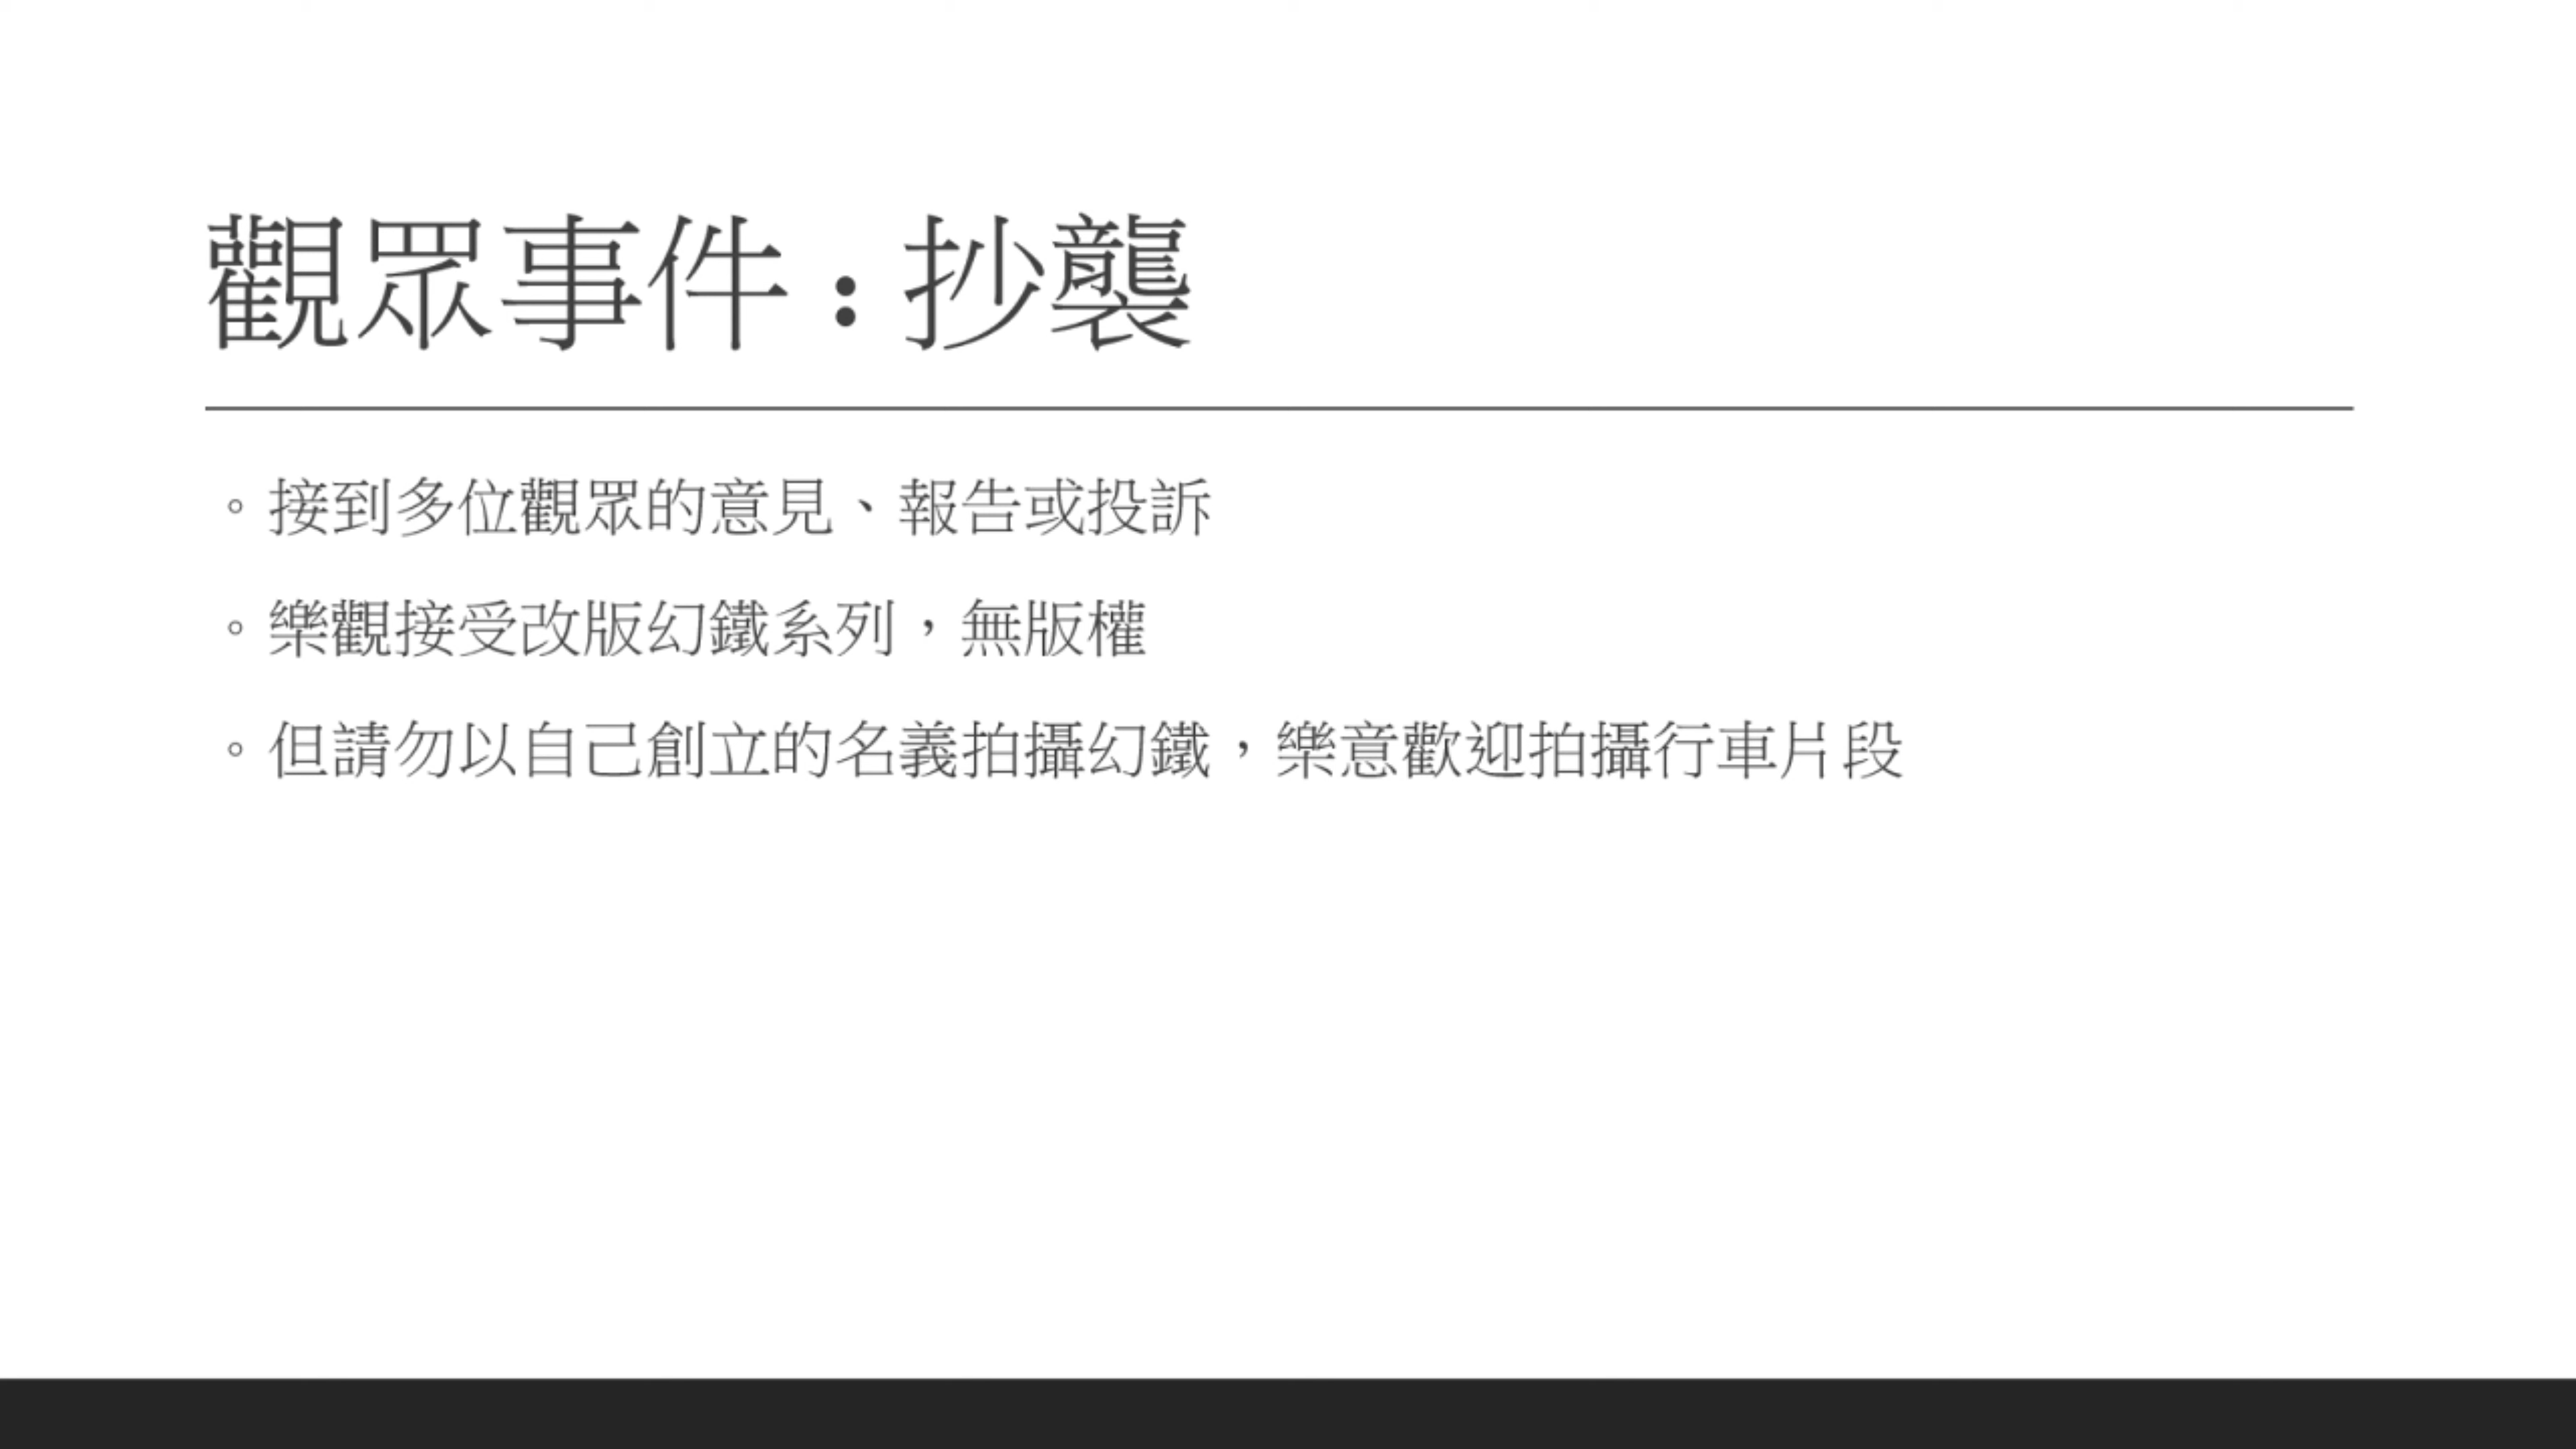 觀眾事件：抄襲
◦ 接到多位觀眾的意見、報告或投訴
◦ 樂觀接受改版幻鐵系列，無版權
◦ 但請勿以自己創立的名義拍攝幻鐵，樂意歡迎拍攝行車片段